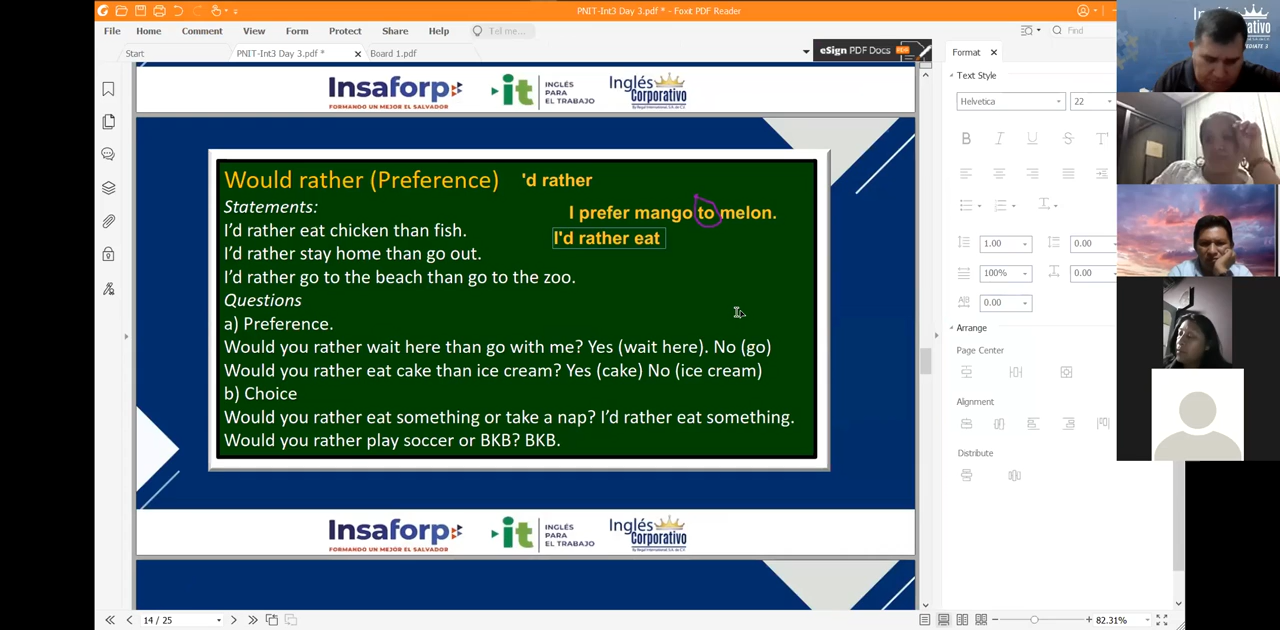 PNIT-Int3 Day 3.pdf * - Foxit PDF Reader
File Home Comment View Form Protect Share Help Tell me... Find
Start PNIT-Int3 Day 3.pdf * Board 1.pdf eSign PDF Docs
Insaforp
FORMANDO UN MEJOR EL SALVADOR
it INGLÉS PARA EL TRABAJO
Inglés Corporativo
Would rather (Preference) 'd rather
Statements:
I prefer mango to melon.
I'd rather eat chicken than fish.
I'd rather eat
I'd rather stay home than go out.
I'd rather go to the beach than go to the zoo.
Questions
a) Preference.
Would you rather wait here than go with me? Yes (wait here). No (go)
Would you rather eat cake than ice cream? Yes (cake) No (ice cream)
b) Choice
Would you rather eat something or take a nap? I'd rather eat something.
Would you rather play soccer or BKB? BKB.
Insaforp
FORMANDO UN MEJOR EL SALVADOR
it INGLÉS PARA EL TRABAJO
Inglés Corporativo
14 / 25
82.31%
Format
Text Style
Helvetica 22
B I U S T
1.00 0.00
100% 0.00
0.00
Arrange
Page Center
Alignment
Distribute